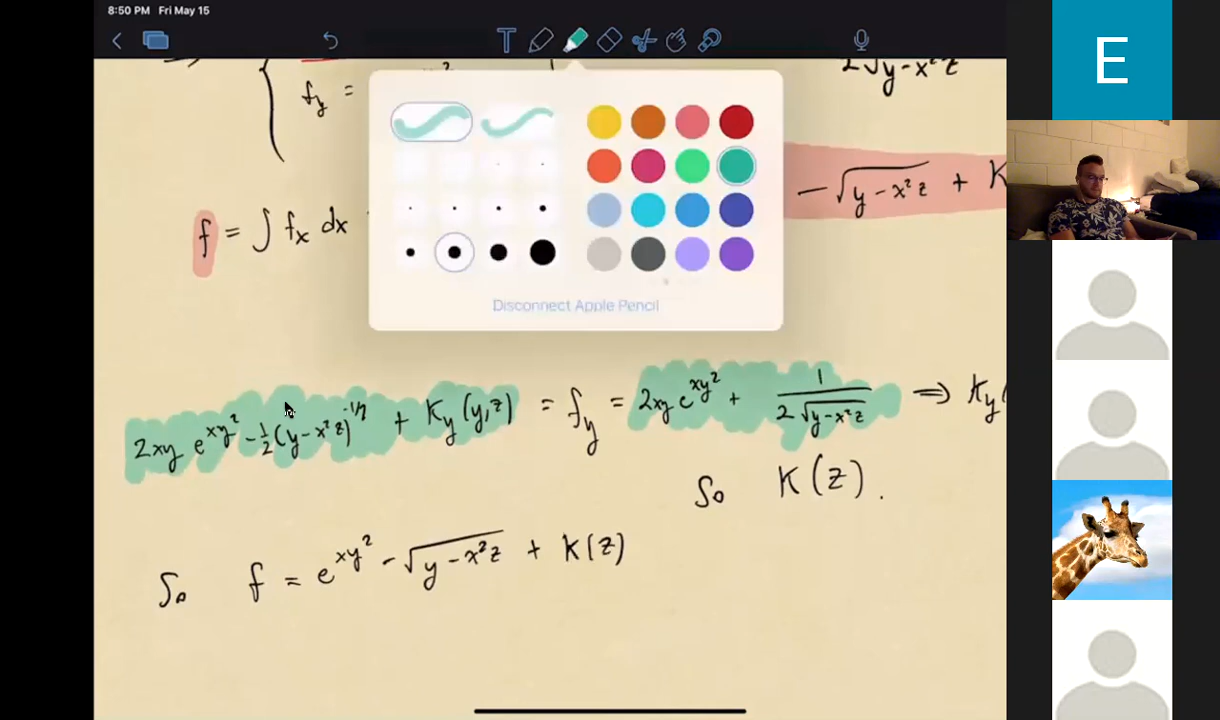 8:50 PM Fri May 15
E
T
2√y-x²z
f_y =
- √y - x²z + K
f = ∫ f_x dx
Disconnect Apple Pencil
2xy e^{xy²} - ½(y - x²z)^{-1/2} + K_y(y,z) = f_y = 2xy e^{xy²} + 1/(2√y-x²z) ⇒ K_y(
So K(z).
So f = e^{xy²} - √y - x²z + K(z)